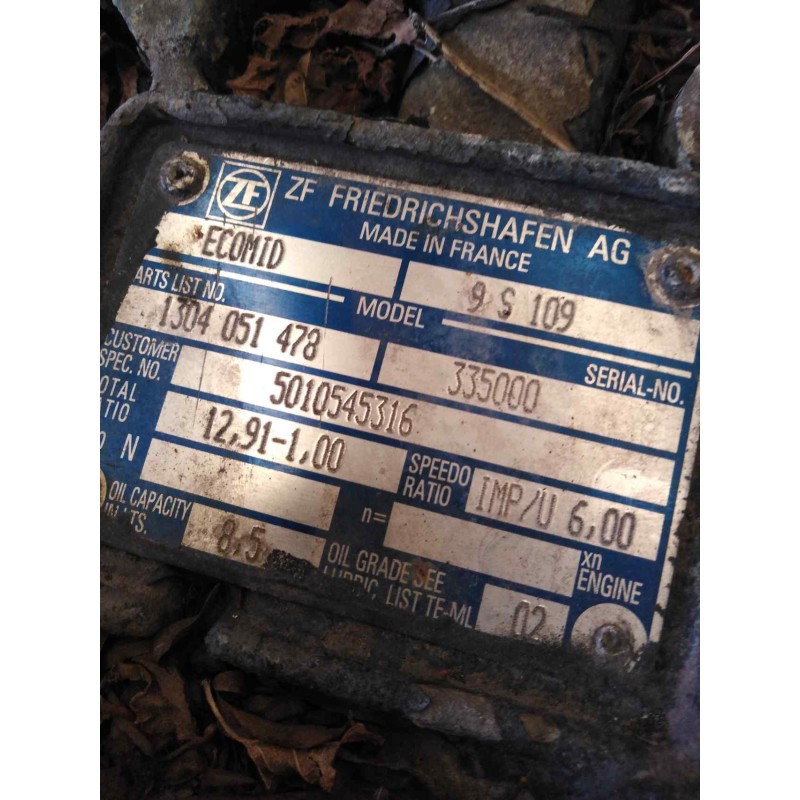 ZF ZF FRIEDRICHSHAFEN AG
MADE IN FRANCE
ECOMID
MODEL 9 S 109
ARTS LIST NO.
1304 051 478
335000 SERIAL-NO.
CUSTOMER
SPEC. NO.
5010545316
OTAL
TIO
12,91-1,00
SPEEDO
RATIO
IMP/U 6,00
N
n=
xn
ENGINE
OIL CAPACITY
IN LTS.
8,5
OIL GRADE SEE
LUBRIC. LIST TE-ML
02